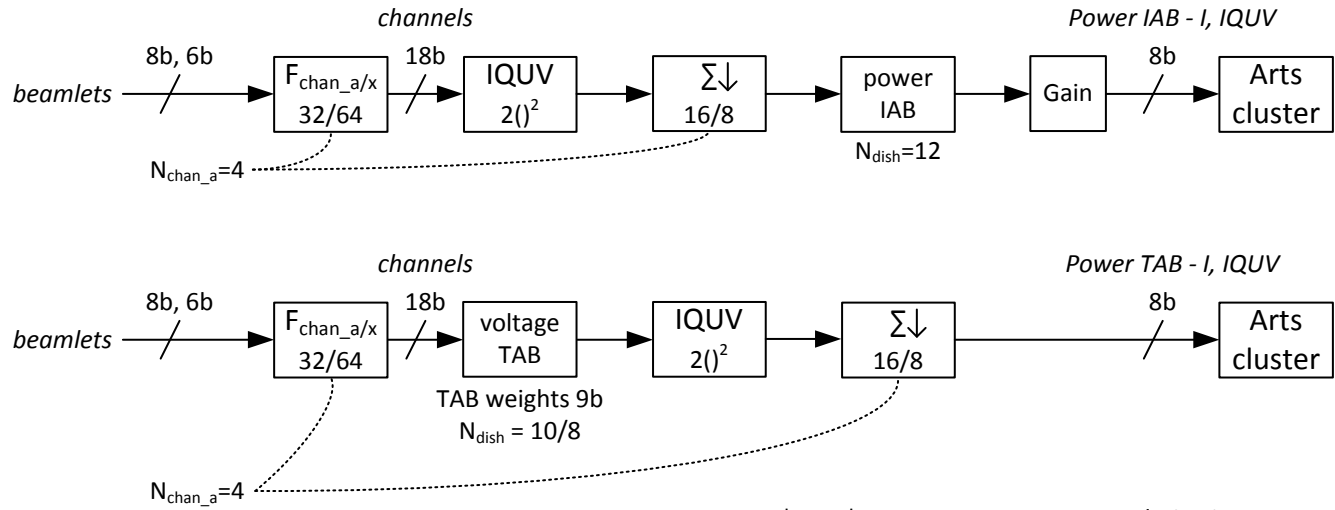 channels
Power IAB - I, IQUV
beamlets
8b, 6b
F_chan_a/x
32/64
18b
IQUV
2()²
∑↓
16/8
power
IAB
N_dish=12
Gain
8b
Arts
cluster
N_chan_a=4
channels
Power TAB - I, IQUV
beamlets
8b, 6b
F_chan_a/x
32/64
18b
voltage
TAB
TAB weights 9b
N_dish = 10/8
IQUV
2()²
∑↓
16/8
8b
Arts
cluster
N_chan_a=4